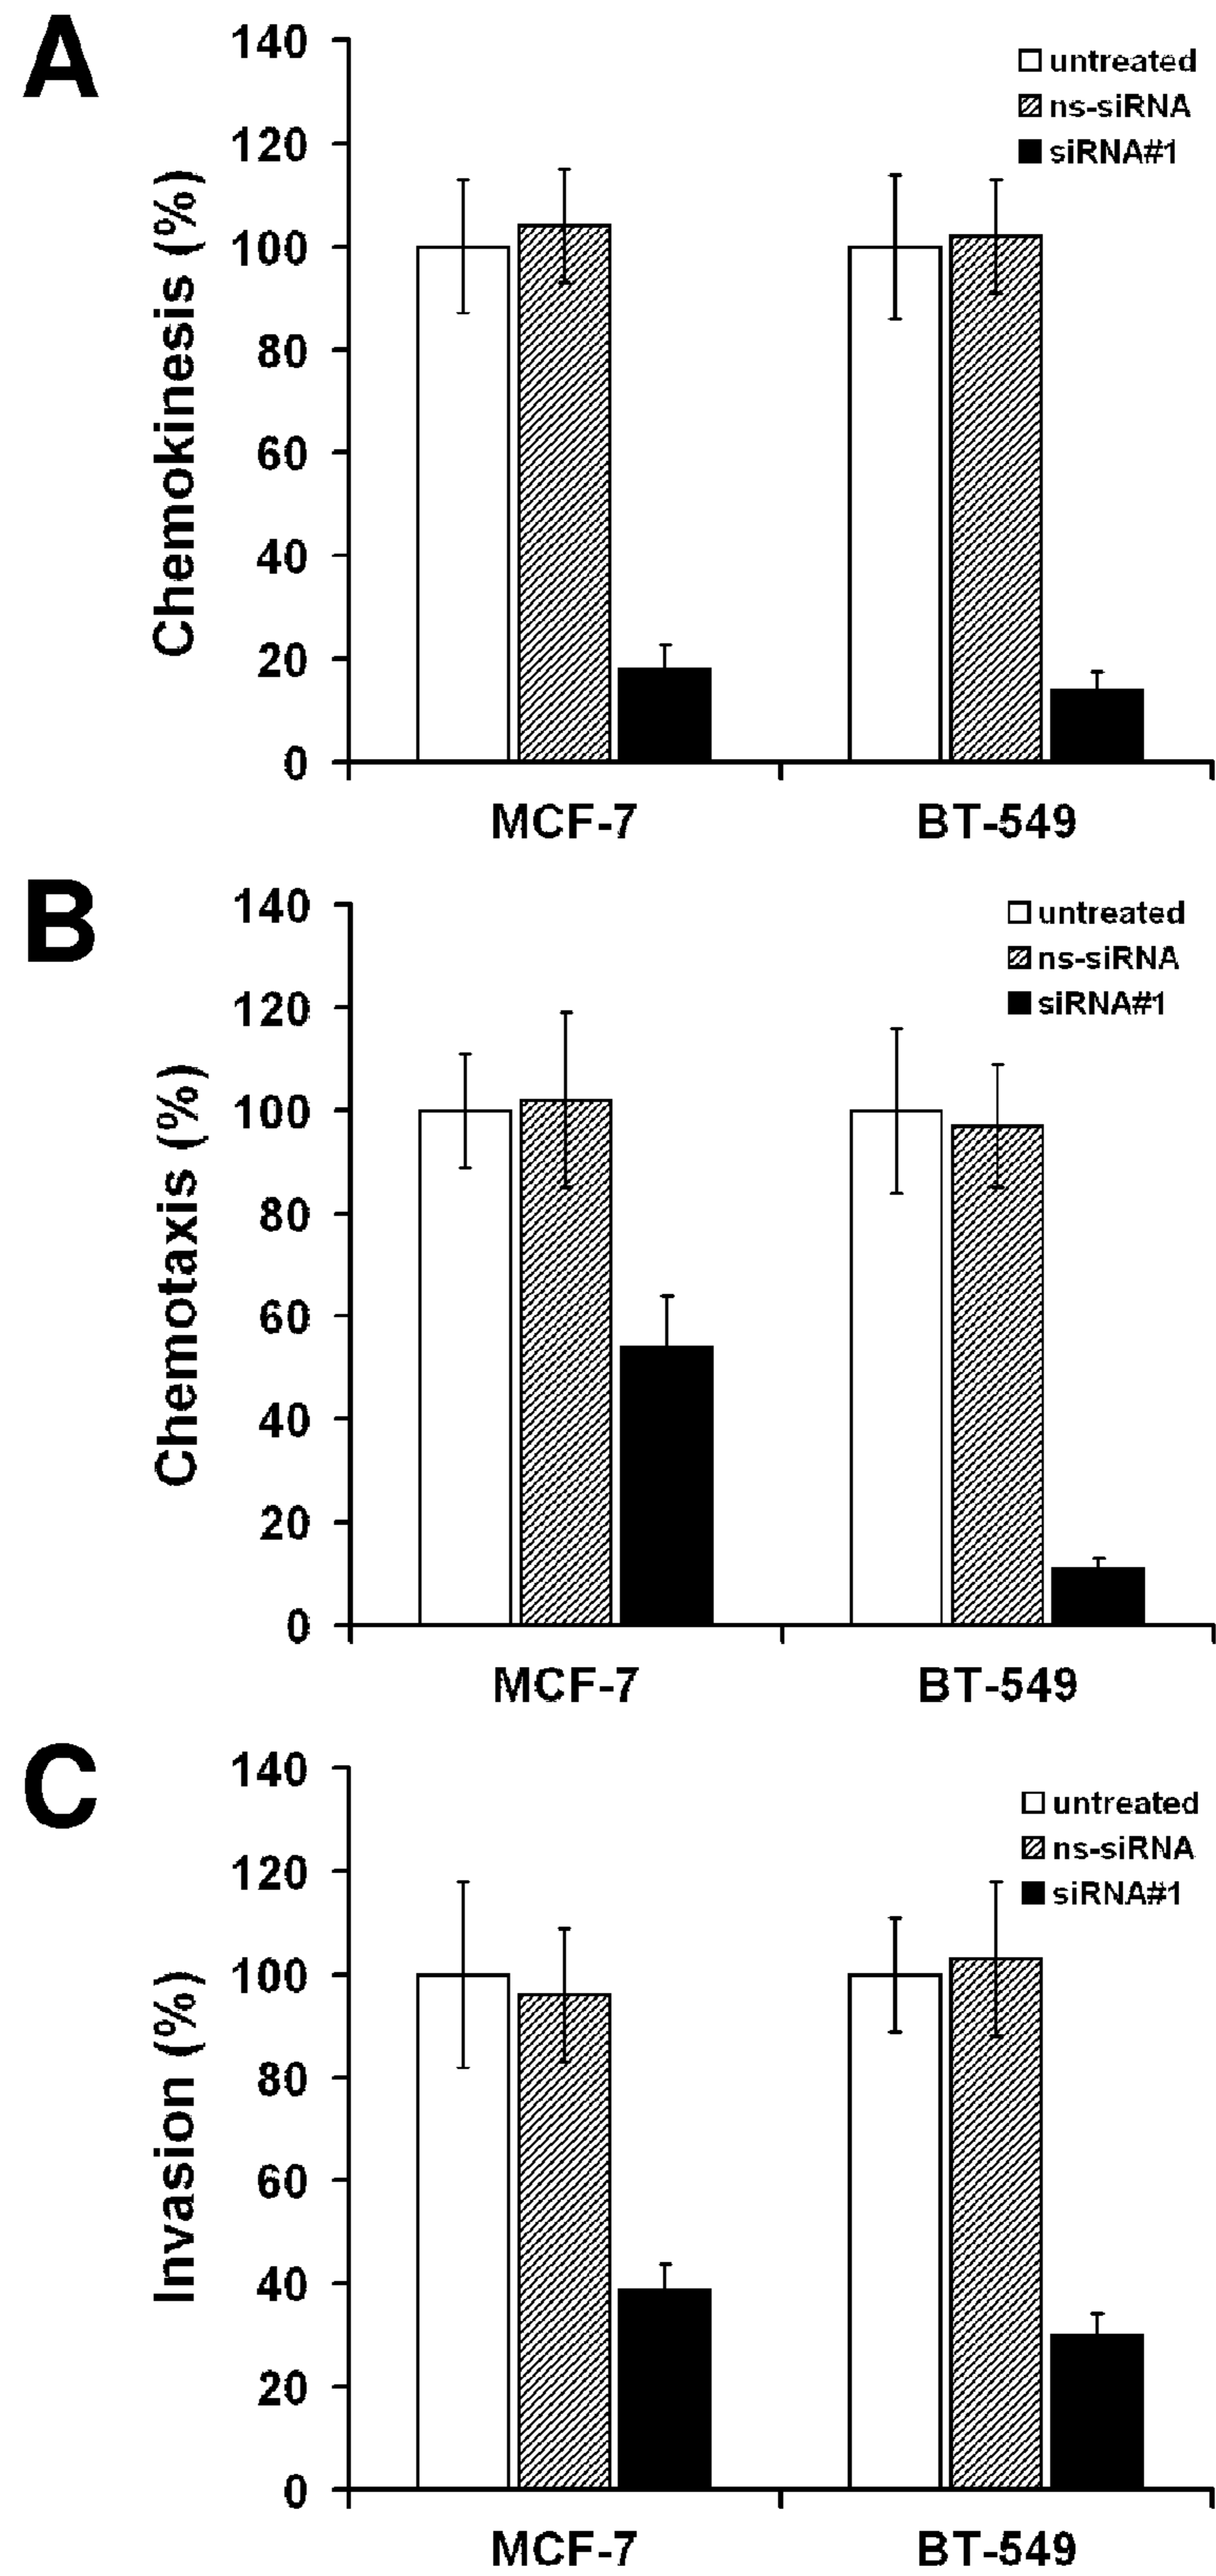 A
Chemokinesis (%)
140
120
100
80
60
40
20
0
untreated
ns-siRNA
siRNA#1
MCF-7
BT-549
B
Chemotaxis (%)
140
120
100
80
60
40
20
0
untreated
ns-siRNA
siRNA#1
MCF-7
BT-549
C
Invasion (%)
140
120
100
80
60
40
20
0
untreated
ns-siRNA
siRNA#1
MCF-7
BT-549